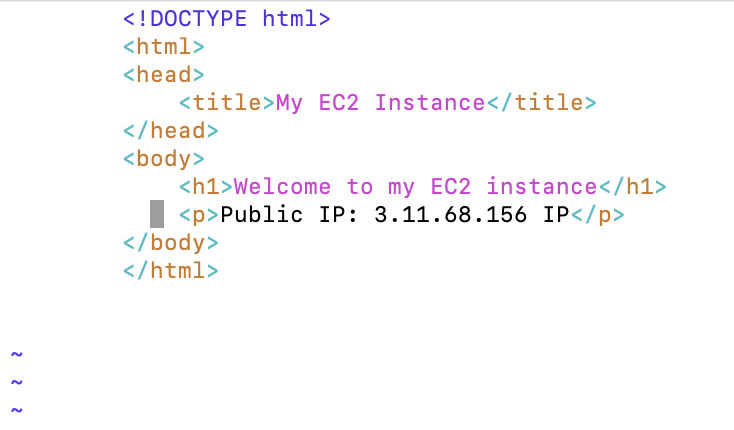 <!DOCTYPE html>
<html>
<head>
<title>My EC2 Instance</title>
</head>
<body>
<h1>Welcome to my EC2 instance</h1>
<p>Public IP: 3.11.68.156 IP</p>
</body>
</html>
~
~
~